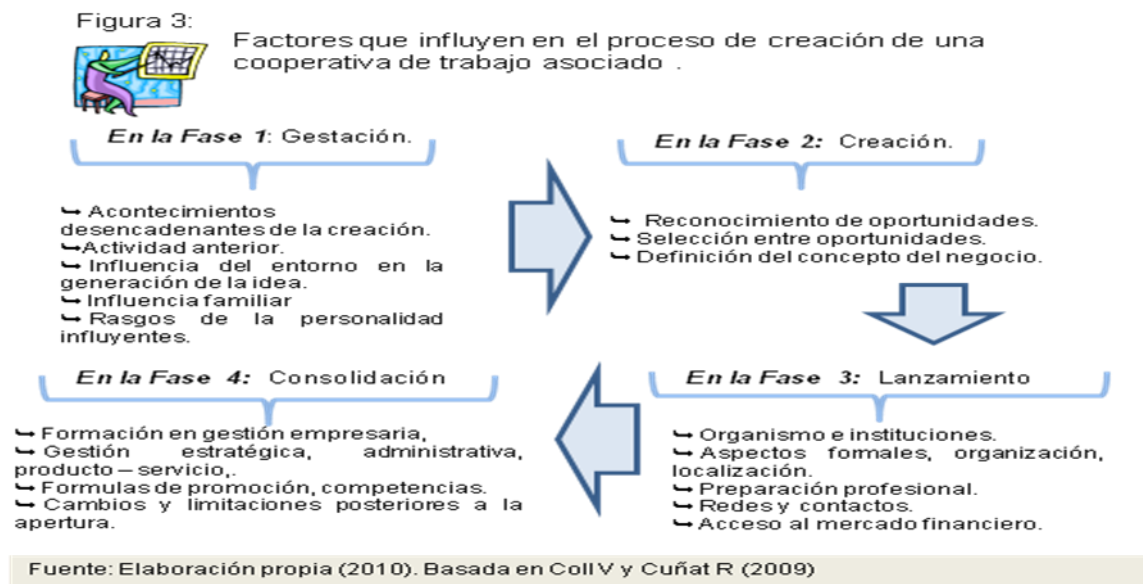 Figura 3:
Factores que influyen en el proceso de creación de una
cooperativa de trabajo asociado .
En la Fase 1: Gestación.
↪ Acontecimientos
desencadenantes de la creación.
↪Actividad anterior.
↪ Influencia del entorno en la
generación de la idea.
↪ Influencia familiar
↪ Rasgos de la personalidad
influyentes.
En la Fase 2: Creación.
↪ Reconocimiento de oportunidades.
↪ Selección entre oportunidades.
↪ Definición del concepto del negocio.
En la Fase 3: Lanzamiento
↪ Organismo e instituciones.
↪ Aspectos formales, organización,
localización.
↪ Preparación profesional.
↪ Redes y contactos.
↪ Acceso al mercado financiero.
En la Fase 4: Consolidación
↪ Formación en gestión empresaria,
↪ Gestión estratégica, administrativa,
producto – servicio,.
↪ Formulas de promoción, competencias.
↪ Cambios y limitaciones posteriores a la
apertura.
Fuente: Elaboración propia (2010). Basada en Coll V y Cuñat R (2009)